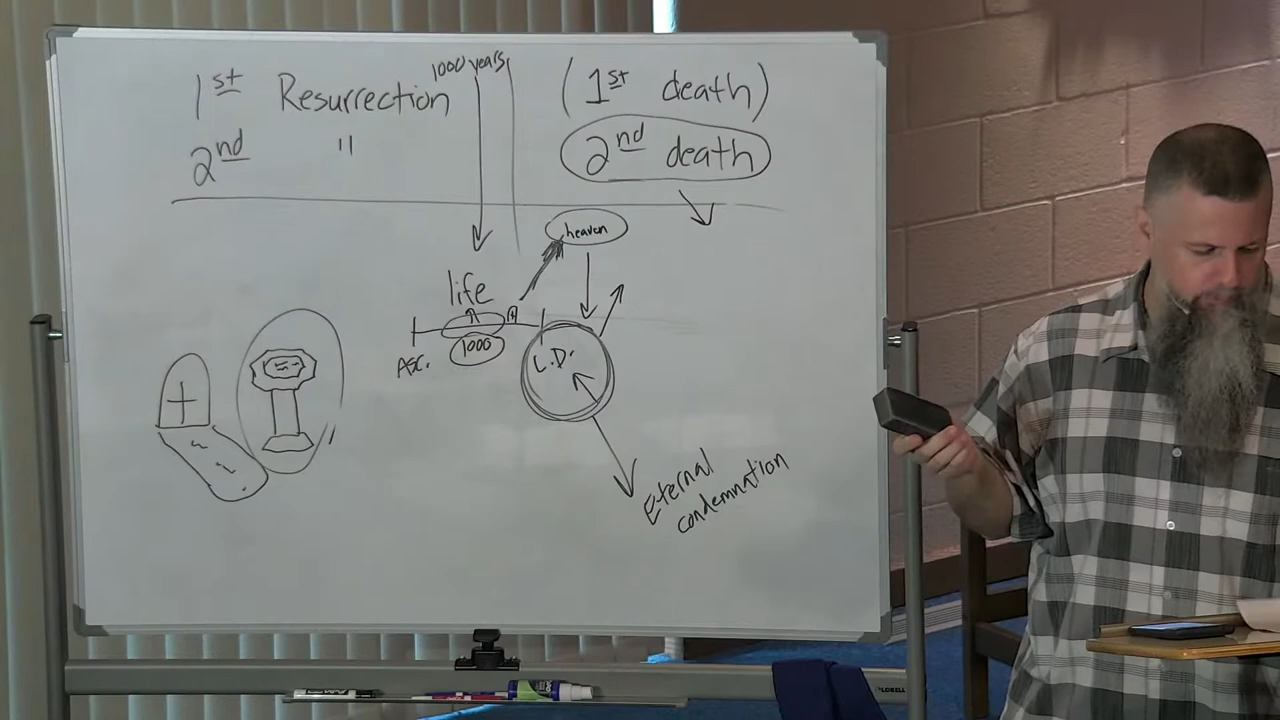 1000 years
1st Resurrection
(1st death)
2nd "
2nd death
heaven
life
1000
Asc.
L.D.
Eternal
condemnation